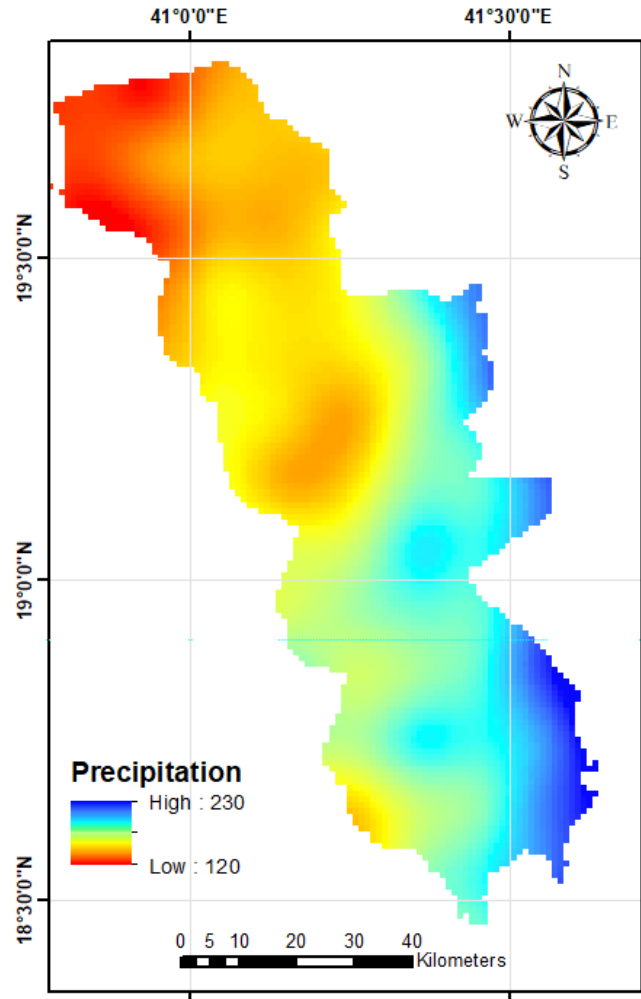 41°0'0"E 41°30'0"E
N
W E
S
19°30'0"N
19°0'0"N
18°30'0"N
Precipitation
High : 230
Low : 120
0 5 10 20 30 40
Kilometers